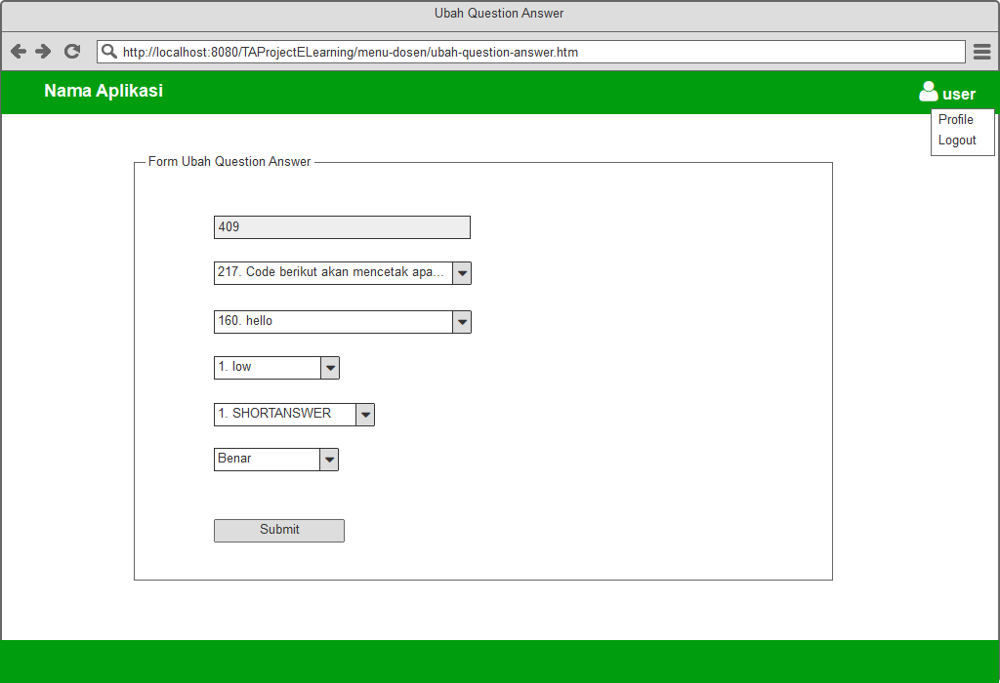 Ubah Question Answer
http://localhost:8080/TAProjectELearning/menu-dosen/ubah-question-answer.htm
Nama Aplikasi
user
Profile
Logout
Form Ubah Question Answer
409
217. Code berikut akan mencetak apa...
160. hello
1. low
1. SHORTANSWER
Benar
Submit